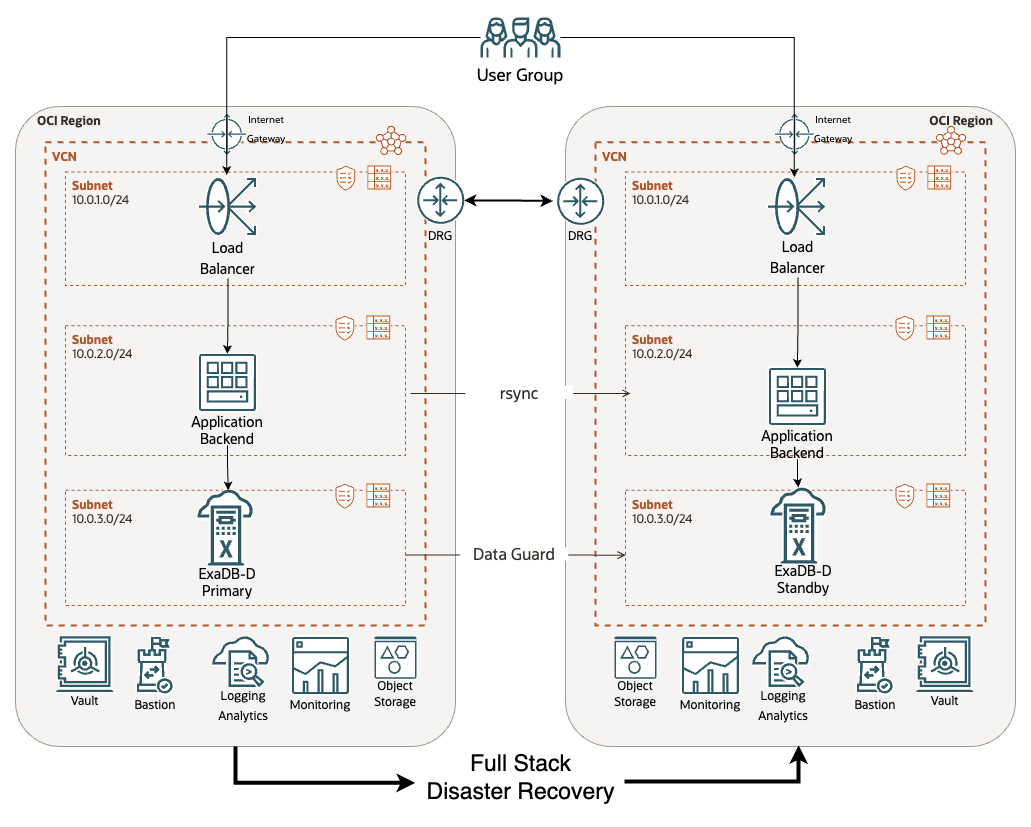 User Group
OCI Region
Internet
Gateway
VCN
Subnet
10.0.1.0/24
Load
Balancer
DRG
Subnet
10.0.2.0/24
Application
Backend
Subnet
10.0.3.0/24
X
ExaDB-D
Primary
Vault
Bastion
Logging
Analytics
Monitoring
Object
Storage
rsync
Data Guard
OCI Region
Internet
Gateway
VCN
DRG
Subnet
10.0.1.0/24
Load
Balancer
Subnet
10.0.2.0/24
Application
Backend
Subnet
10.0.3.0/24
X
ExaDB-D
Standby
Object
Storage
Monitoring
Logging
Analytics
Bastion
Vault
Full Stack
Disaster Recovery